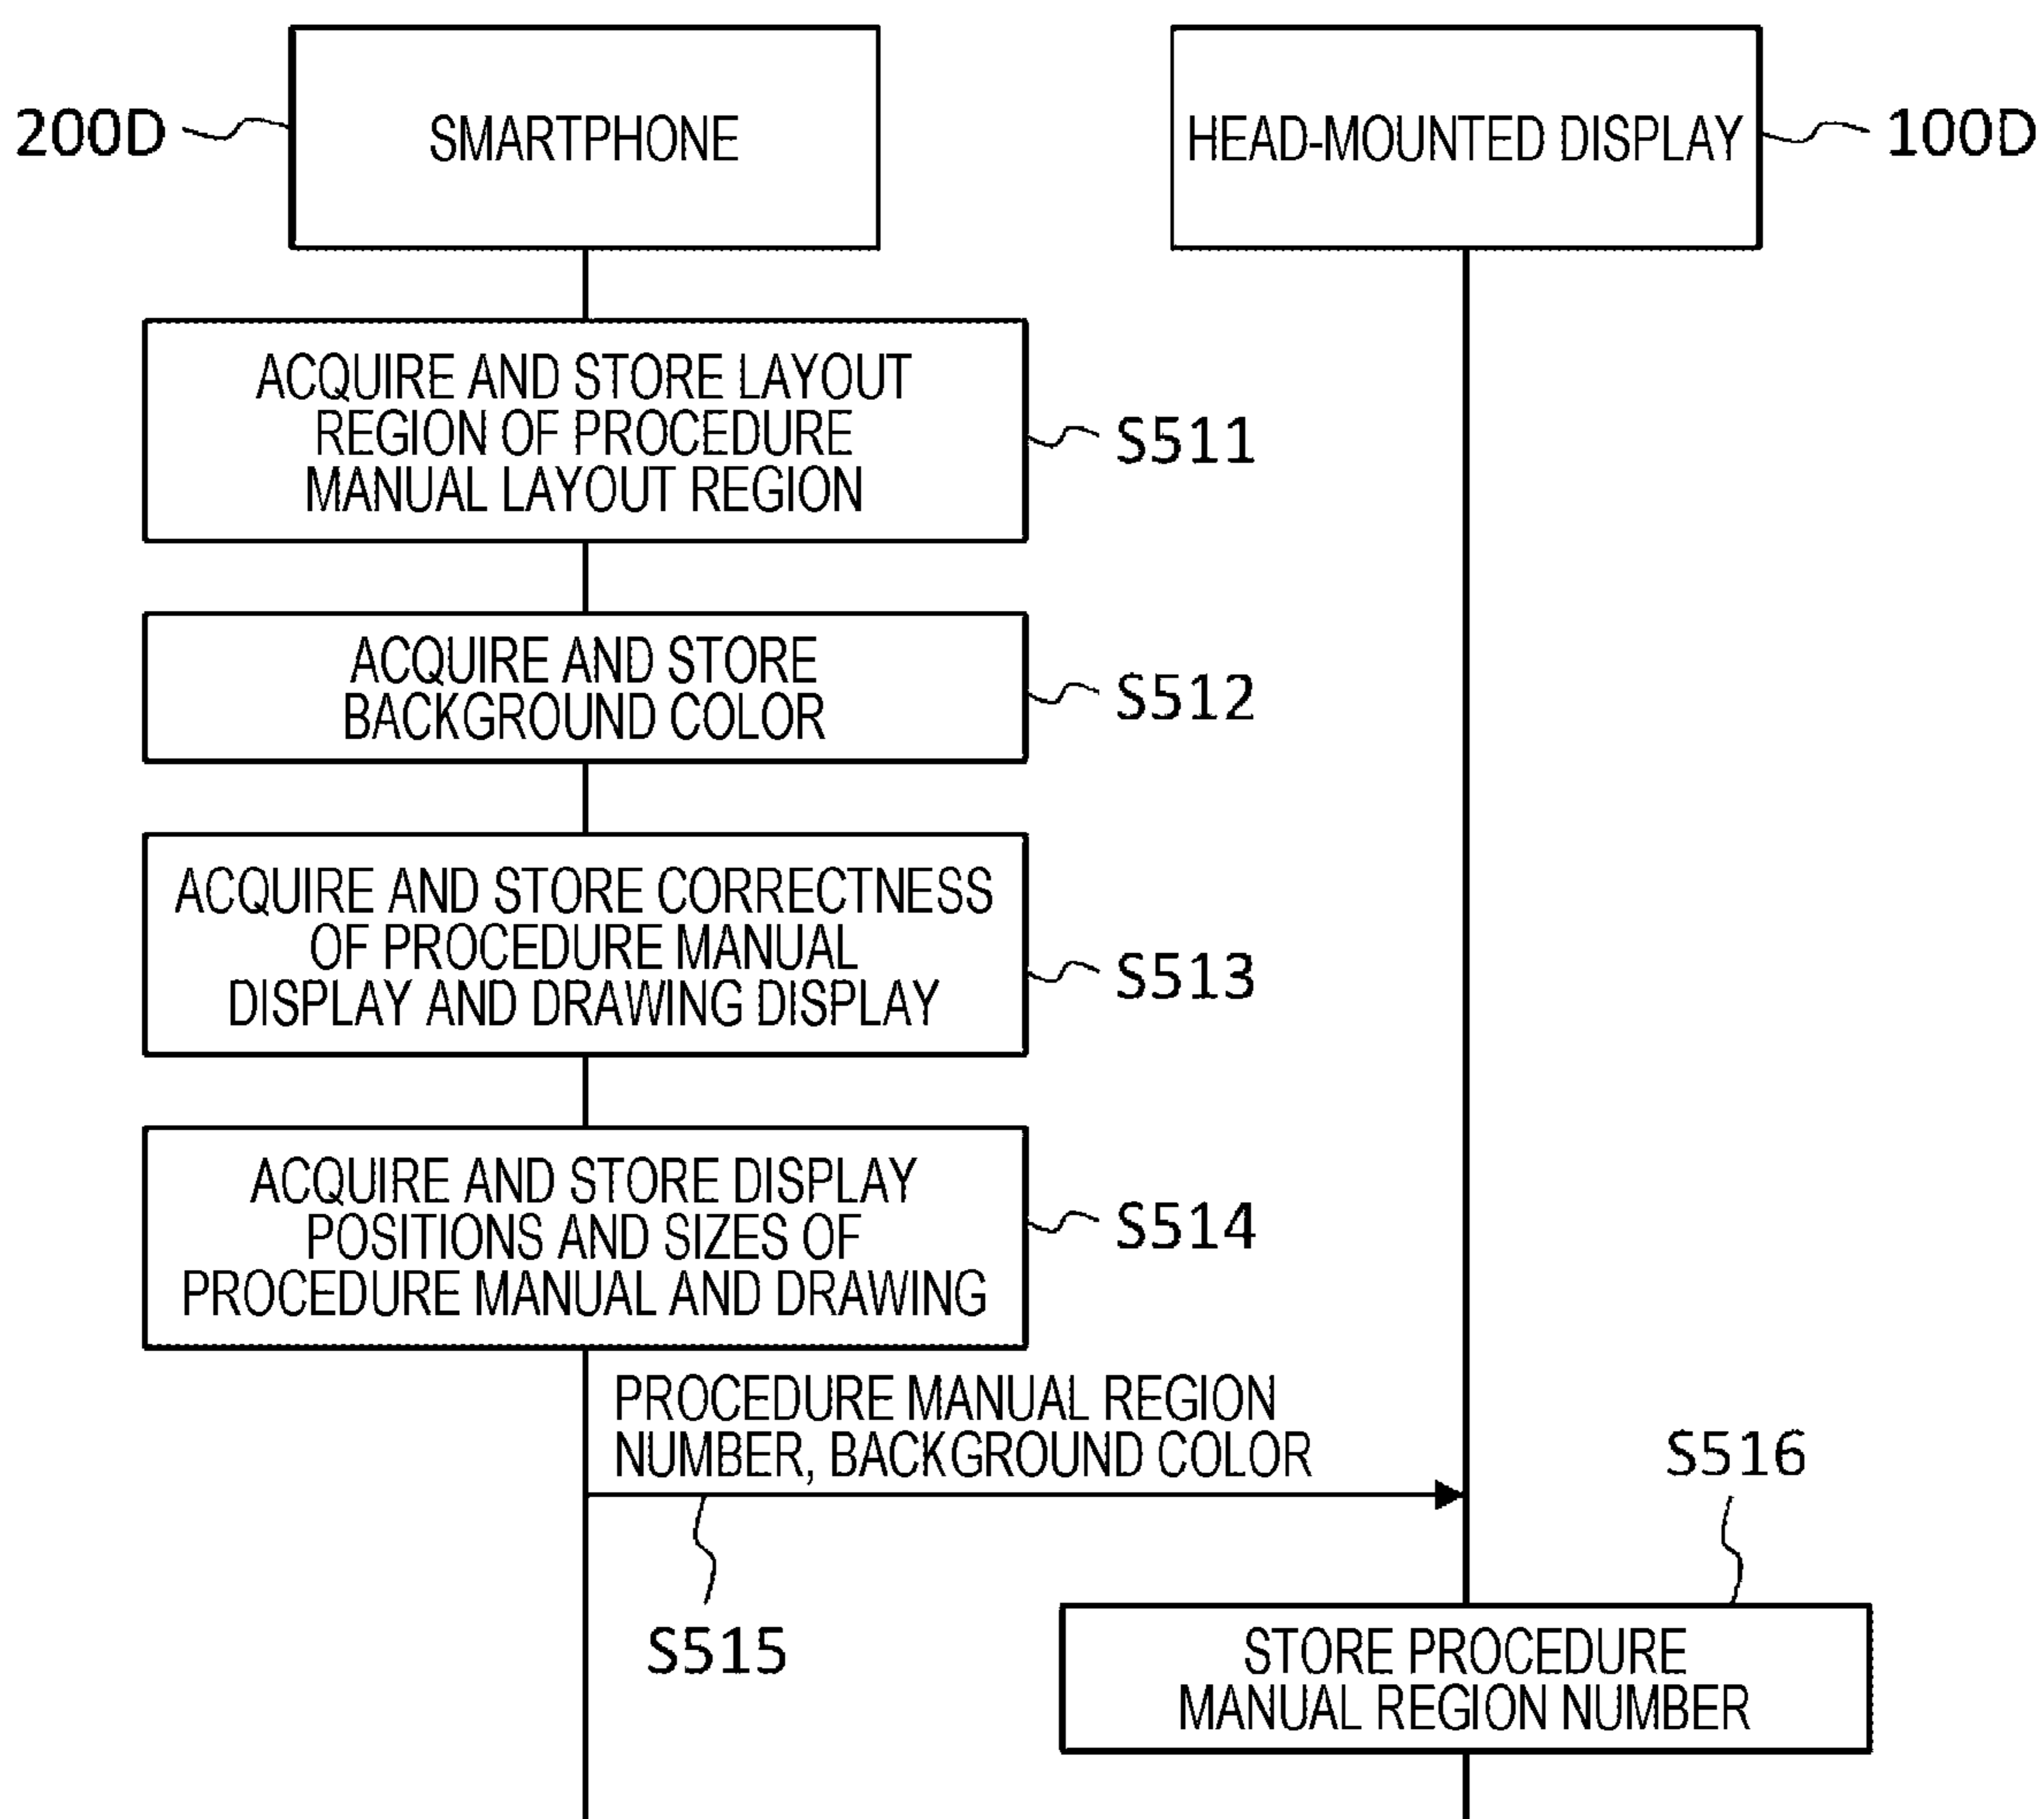 200D
SMARTPHONE
HEAD-MOUNTED DISPLAY
100D
ACQUIRE AND STORE LAYOUT
REGION OF PROCEDURE
MANUAL LAYOUT REGION
S511
ACQUIRE AND STORE
BACKGROUND COLOR
S512
ACQUIRE AND STORE CORRECTNESS
OF PROCEDURE MANUAL
DISPLAY AND DRAWING DISPLAY
S513
ACQUIRE AND STORE DISPLAY
POSITIONS AND SIZES OF
PROCEDURE MANUAL AND DRAWING
S514
PROCEDURE MANUAL REGION
NUMBER, BACKGROUND COLOR
S515
S516
STORE PROCEDURE
MANUAL REGION NUMBER